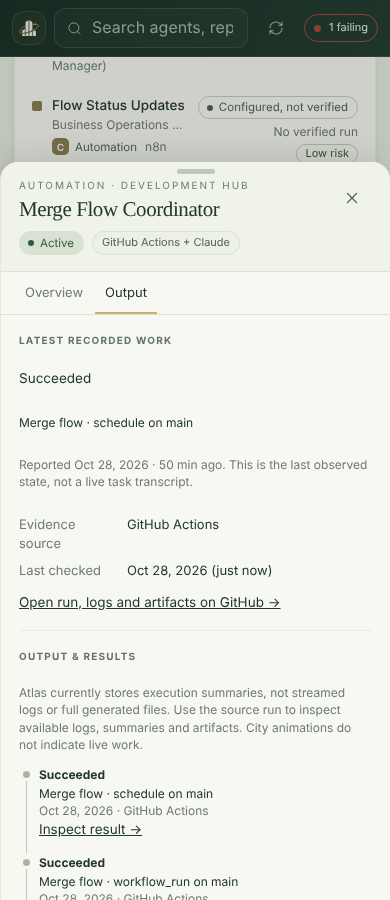 Search agents, rep
1 failing
Manager)
Flow Status Updates
Configured, not verified
Business Operations ...
No verified run
C Automation n8n
Low risk
AUTOMATION · DEVELOPMENT HUB
Merge Flow Coordinator
Active
GitHub Actions + Claude
Overview
Output
LATEST RECORDED WORK
Succeeded
Merge flow · schedule on main
Reported Oct 28, 2026 · 50 min ago. This is the last observed
state, not a live task transcript.
Evidence
source
GitHub Actions
Last checked
Oct 28, 2026 (just now)
Open run, logs and artifacts on GitHub →
OUTPUT & RESULTS
Atlas currently stores execution summaries, not streamed
logs or full generated files. Use the source run to inspect
available logs, summaries and artifacts. City animations do
not indicate live work.
Succeeded
Merge flow · schedule on main
Oct 28, 2026 · GitHub Actions
Inspect result →
Succeeded
Merge flow · workflow_run on main
Oct 28, 2026 · GitHub Actions